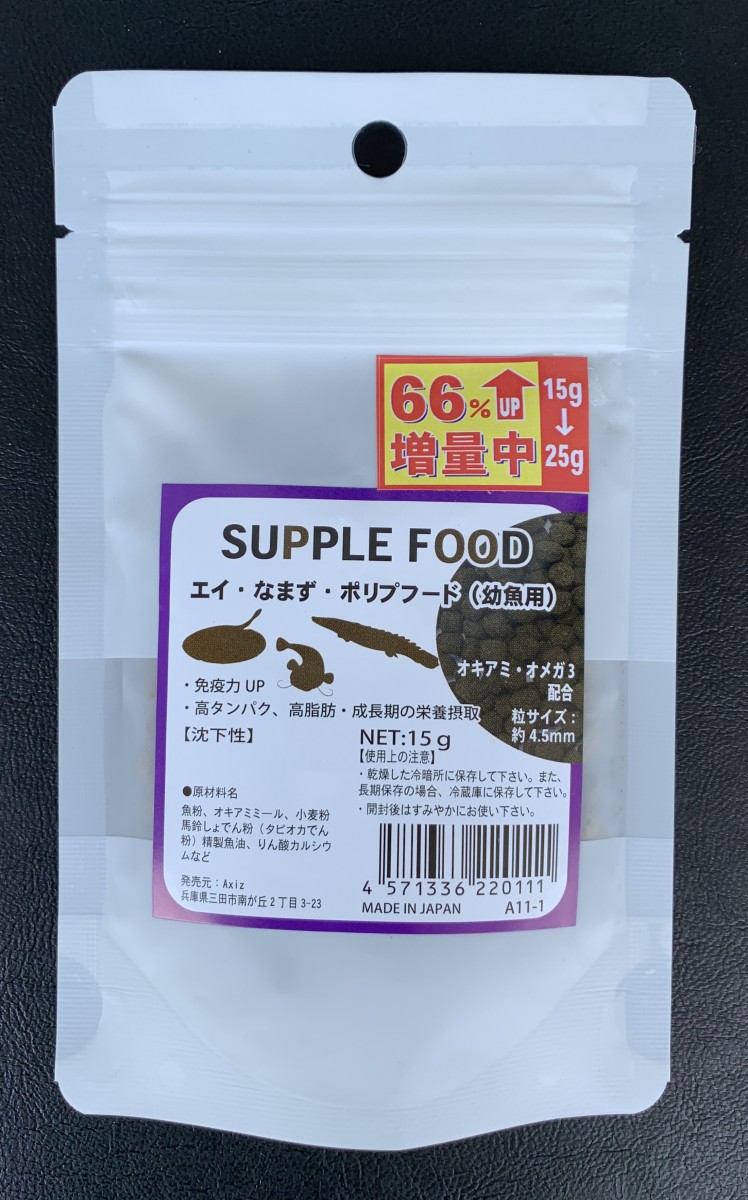 66%UP
増量中
15g
↓
25g
SUPPLE FOOD
エイ・なまず・ポリプフード（幼魚用）
オキアミ・オメガ3
配合
粒サイズ：
約4.5mm
・免疫力 UP
・高タンパク、高脂肪・成長期の栄養摂取
【沈下性】
NET:15g
【使用上の注意】
・乾燥した冷暗所に保存して下さい。また、
長期保存の場合、冷蔵庫に保存して下さい。
・開封後はすみやかにお使い下さい。
●原材料名
魚粉、オキアミミール、小麦粉
馬鈴しょでん粉（タピオカでん
粉）精製魚油、りん酸カルシウ
ムなど
発売元：Axiz
兵庫県三田市南が丘2丁目3-23
4 571336 220111
MADE IN JAPAN
A11-1